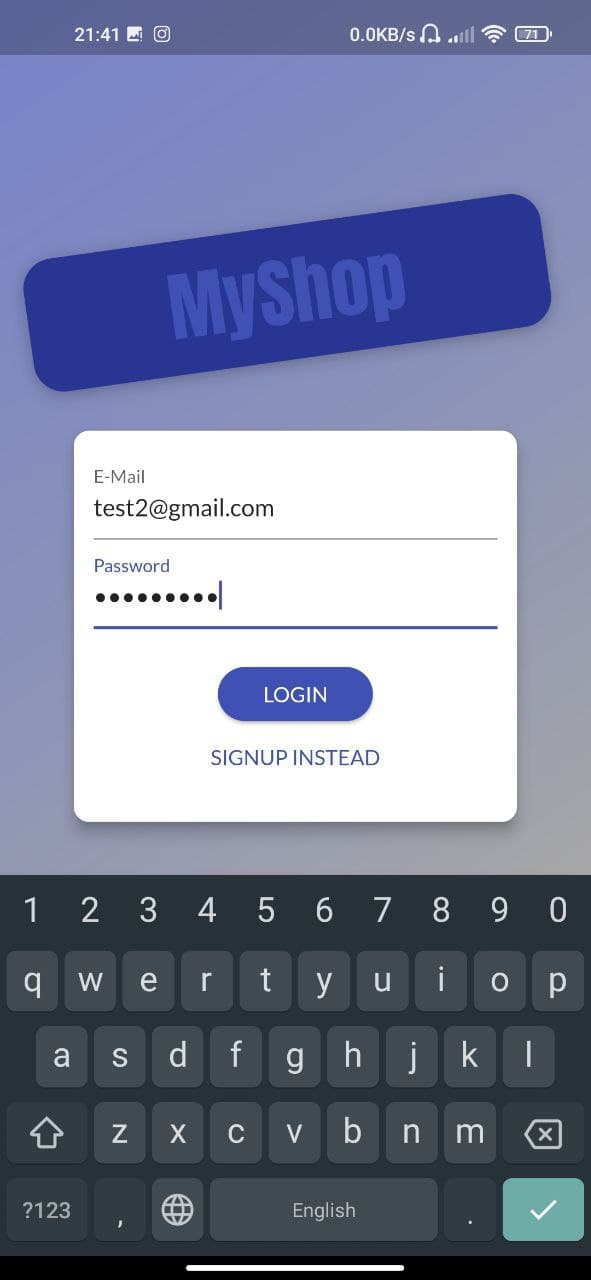 21:41 0.0KB/s 71
MyShop
E-Mail
test2@gmail.com
Password
•••••••••
LOGIN
SIGNUP INSTEAD
1 2 3 4 5 6 7 8 9 0
q w e r t y u i o p
a s d f g h j k l
z x c v b n m
?123 , English .